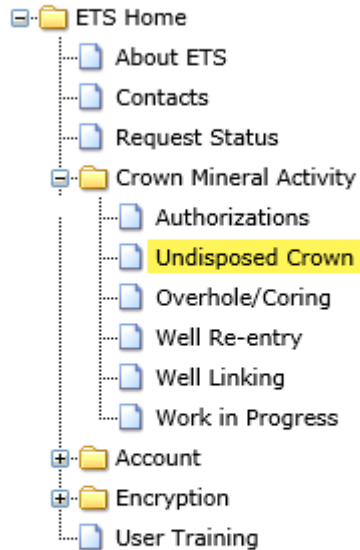 ETS Home
About ETS
Contacts
Request Status
Crown Mineral Activity
Authorizations
Undisposed Crown
Overhole/Coring
Well Re-entry
Well Linking
Work in Progress
Account
Encryption
User Training